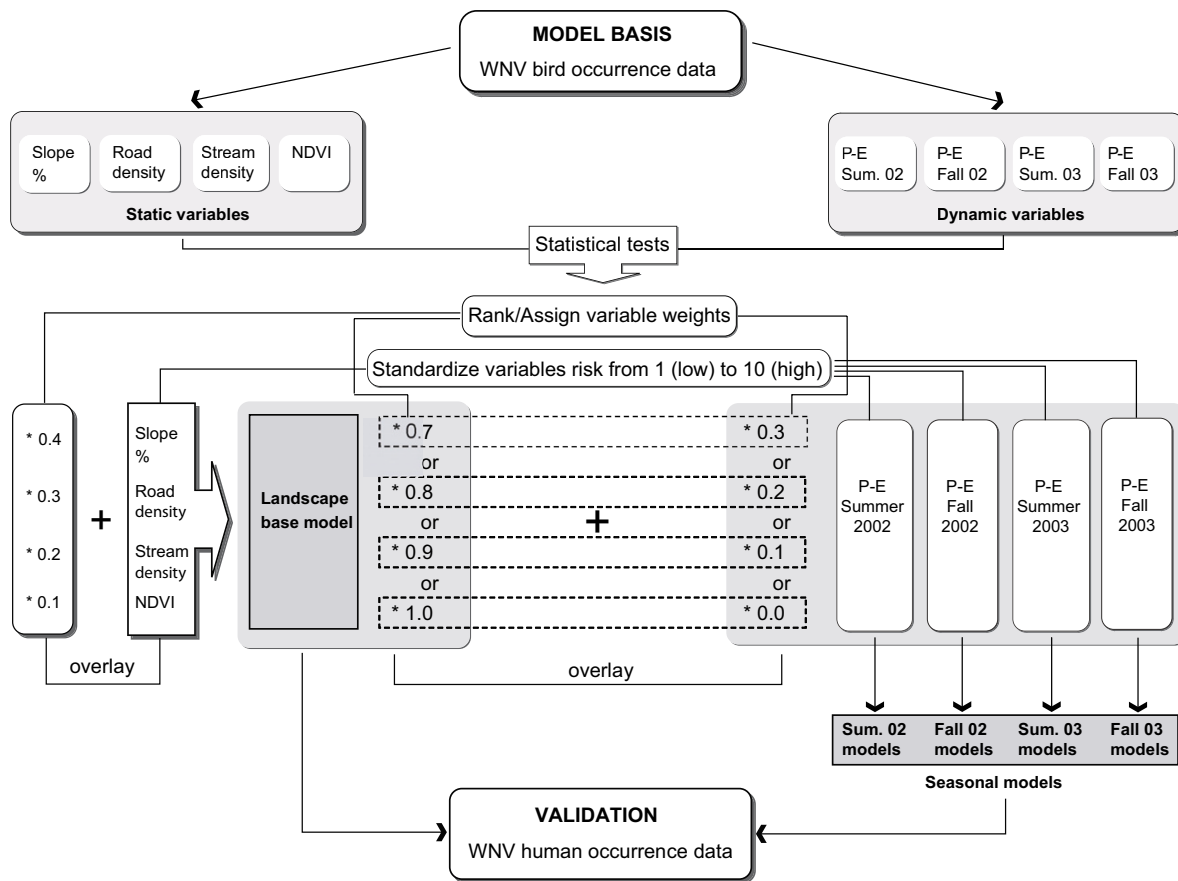 MODEL BASIS
WNV bird occurrence data
Slope
%
Road
density
Stream
density
NDVI
Static variables
P-E
Sum. 02
P-E
Fall 02
P-E
Sum. 03
P-E
Fall 03
Dynamic variables
Statistical tests
Rank/Assign variable weights
Standardize variables risk from 1 (low) to 10 (high)
* 0.4
* 0.3
* 0.2
* 0.1
+
Slope
%
Road
density
Stream
density
NDVI
overlay
Landscape
base model
* 0.7
or
* 0.8
or
* 0.9
or
* 1.0
+
* 0.3
or
* 0.2
or
* 0.1
or
* 0.0
overlay
P-E
Summer
2002
P-E
Fall
2002
P-E
Summer
2003
P-E
Fall
2003
Sum. 02
models
Fall 02
models
Sum. 03
models
Fall 03
models
Seasonal models
VALIDATION
WNV human occurrence data